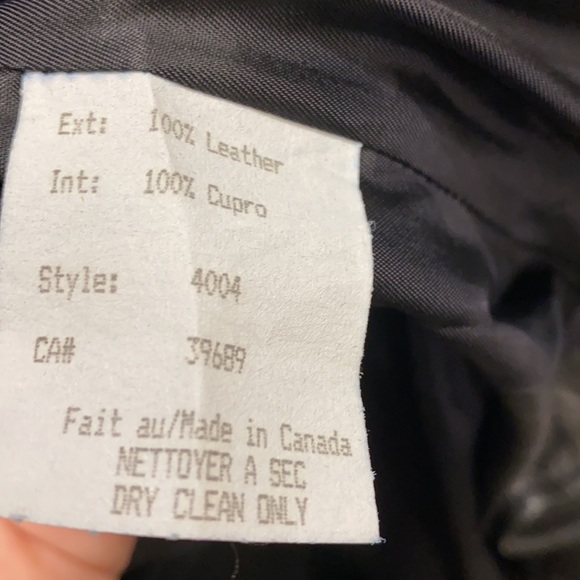 Ext: 100% Leather
Int: 100% Cupro
Style: 4004
CA# 39689
Fait au/Made in Canada
NETTOYER A SEC
DRY CLEAN ONLY